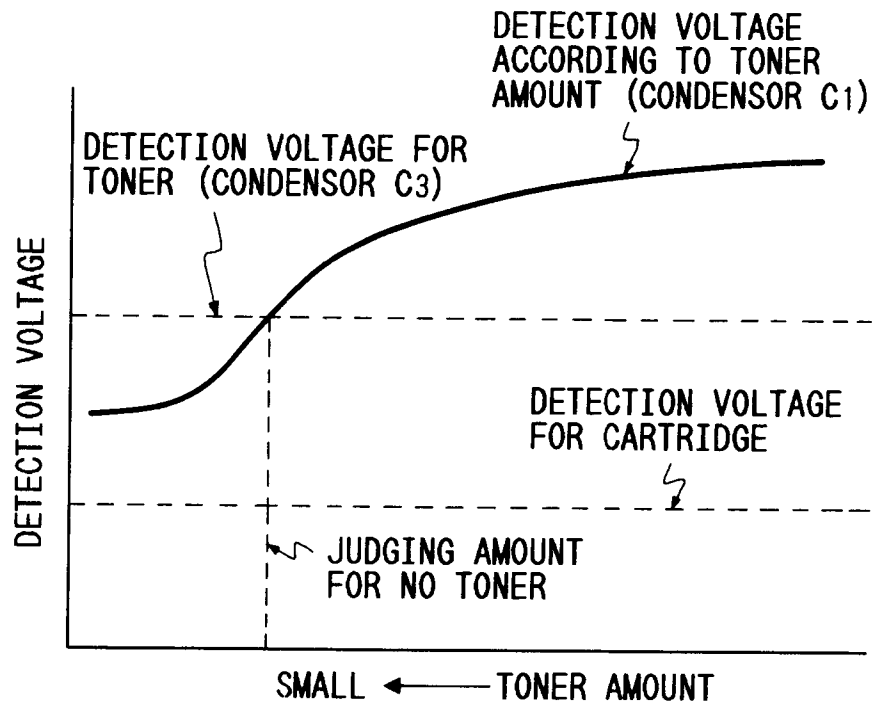 DETECTION VOLTAGE
ACCORDING TO TONER
AMOUNT (CONDENSOR C1)
DETECTION VOLTAGE FOR
TONER (CONDENSOR C3)
DETECTION VOLTAGE
DETECTION VOLTAGE
FOR CARTRIDGE
JUDGING AMOUNT
FOR NO TONER
SMALL ← TONER AMOUNT